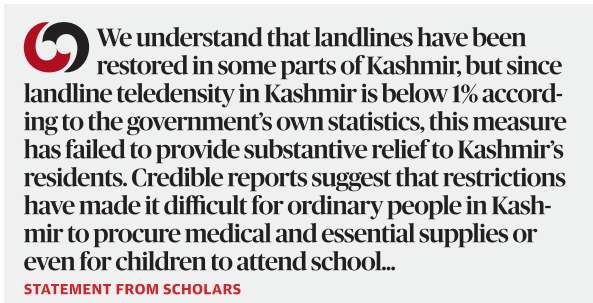 We understand that landlines have been
restored in some parts of Kashmir, but since
landline teledensity in Kashmir is below 1% accord-
ing to the government's own statistics, this measure
has failed to provide substantive relief to Kashmir's
residents. Credible reports suggest that restrictions
have made it difficult for ordinary people in Kash-
mir to procure medical and essential supplies or
even for children to attend school...
STATEMENT FROM SCHOLARS